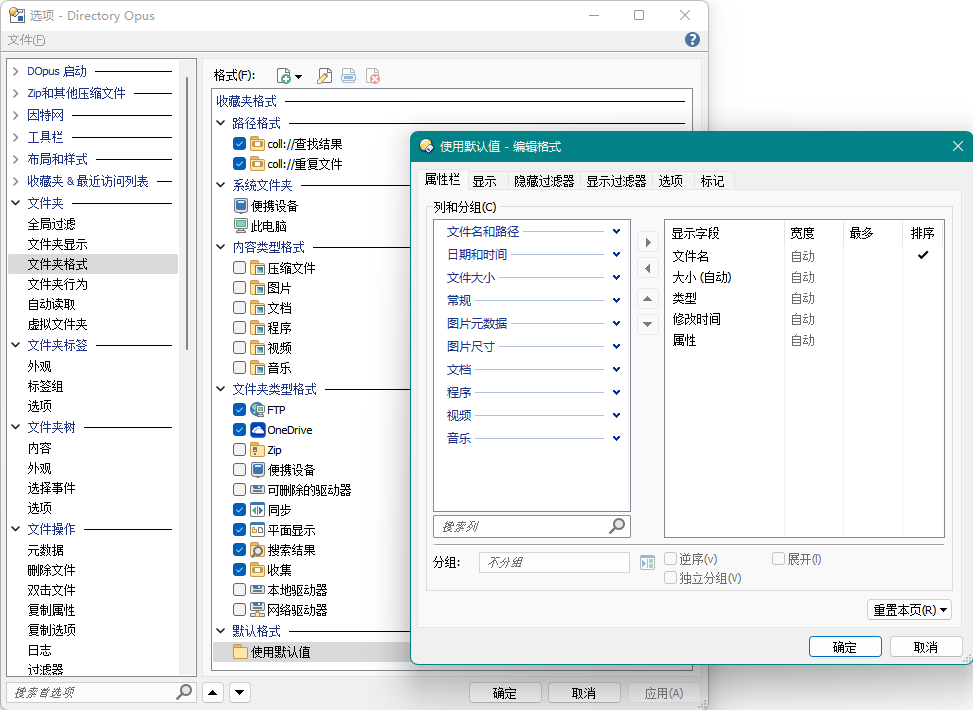 选项 - Directory Opus
文件(F)
DOpus 启动
Zip和其他压缩文件
因特网
工具栏
布局和样式
收藏夹 & 最近访问列表
文件夹
全局过滤
文件夹显示
文件夹格式
文件夹行为
自动读取
虚拟文件夹
文件夹标签
外观
标签组
选项
文件夹树
内容
外观
选择事件
选项
文件操作
元数据
删除文件
双击文件
复制属性
复制选项
日志
过滤器
搜索首选项
格式(F):
收藏夹格式
路径格式
coll://查找结果
coll://重复文件
系统文件夹
便携设备
此电脑
内容类型格式
压缩文件
图片
文档
程序
视频
音乐
文件夹类型格式
FTP
OneDrive
Zip
便携设备
可删除的驱动器
同步
平面显示
搜索结果
收集
本地驱动器
网络驱动器
默认格式
使用默认值
确定 取消 应用(A)
使用默认值 - 编辑格式
属性栏 显示 隐藏过滤器 显示过滤器 选项 标记
列和分组(C)
文件名和路径
日期和时间
文件大小
常规
图片元数据
图片尺寸
文档
程序
视频
音乐
搜索列
显示字段 宽度 最多 排序
文件名 自动
大小 (自动) 自动
类型 自动
修改时间 自动
属性 自动
分组: 不分组 逆序(v) 展开(I)
独立分组(V)
重置本页(R)
确定 取消